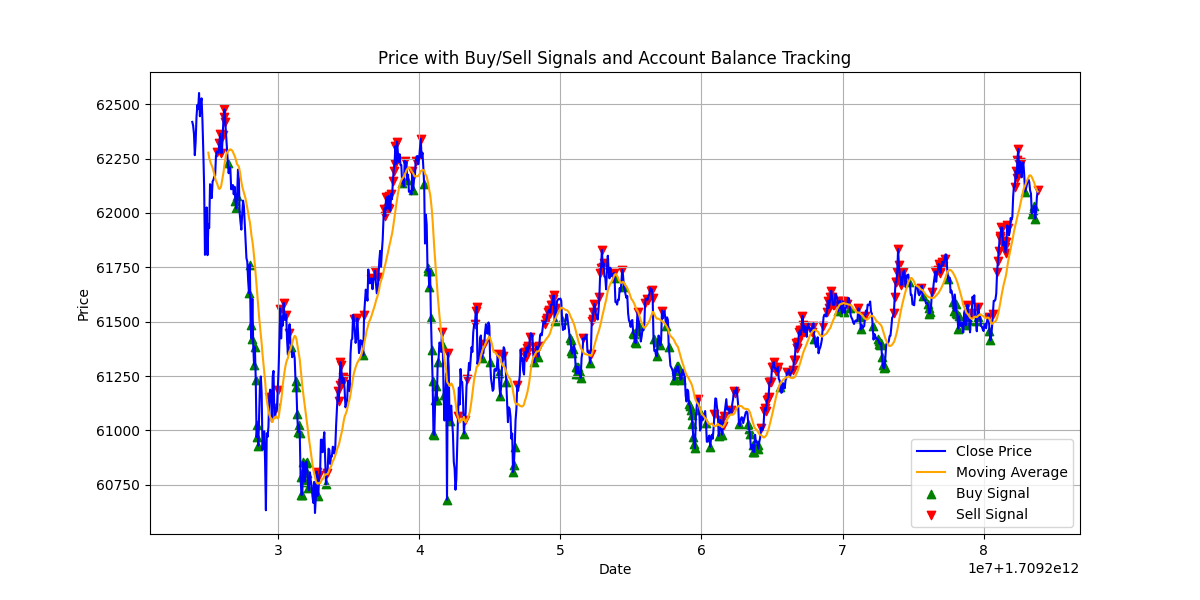 Price with Buy/Sell Signals and Account Balance Tracking
62500
62250
62000
61750
61500
61250
61000
60750
Price
Close Price
Moving Average
Buy Signal
Sell Signal
3 4 5 6 7 8
Date
1e7+1.7092e12